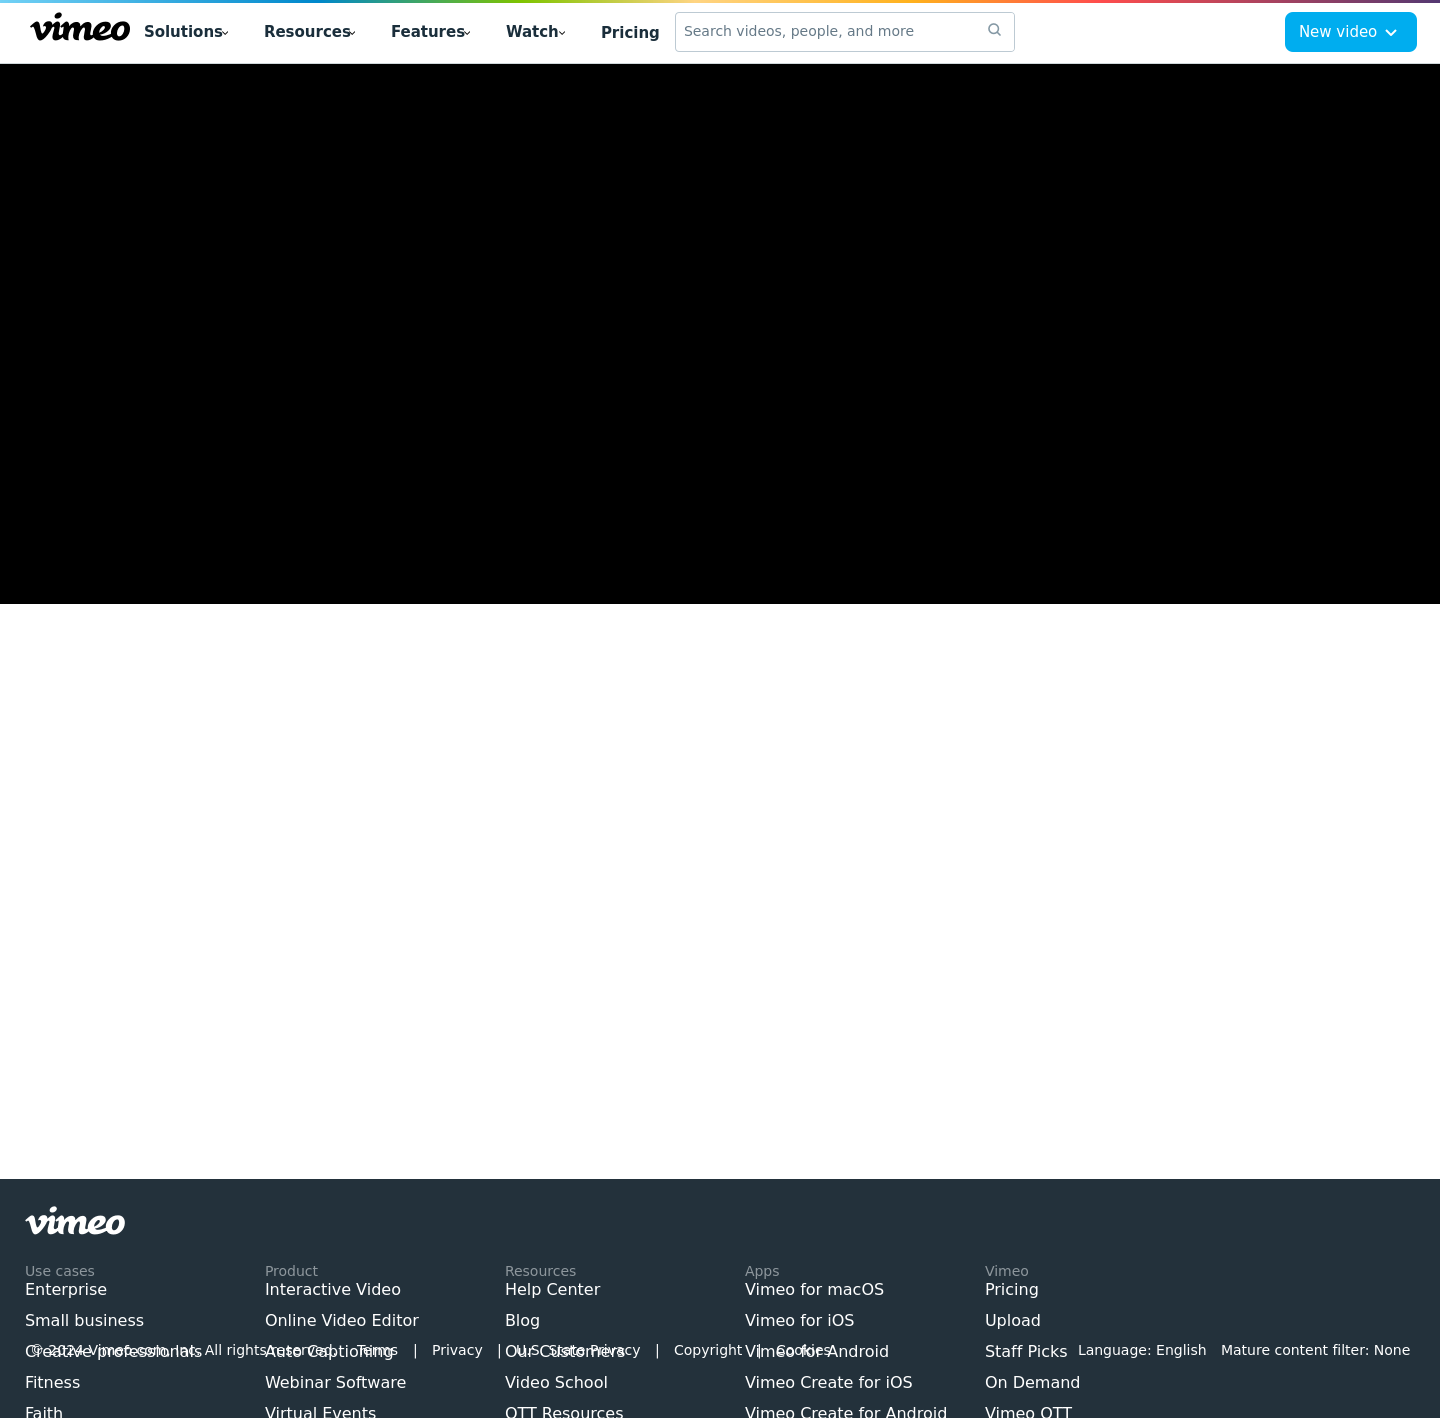 vimeo Solutions Resources Features Watch Pricing Search videos, people, and more New video
vimeo
Use cases Product Resources Apps Vimeo
Enterprise Interactive Video Help Center Vimeo for macOS Pricing
Small business Online Video Editor Blog Vimeo for iOS Upload
Creative professionals Auto Captioning Our Customers Vimeo for Android Staff Picks
© 2024 Vimeo.com, Inc. All rights reserved. Terms | Privacy | U.S. State Privacy | Copyright | Cookies Language: English Mature content filter: None
Fitness Webinar Software Video School Vimeo Create for iOS On Demand
Faith Virtual Events OTT Resources Vimeo Create for Android Vimeo OTT